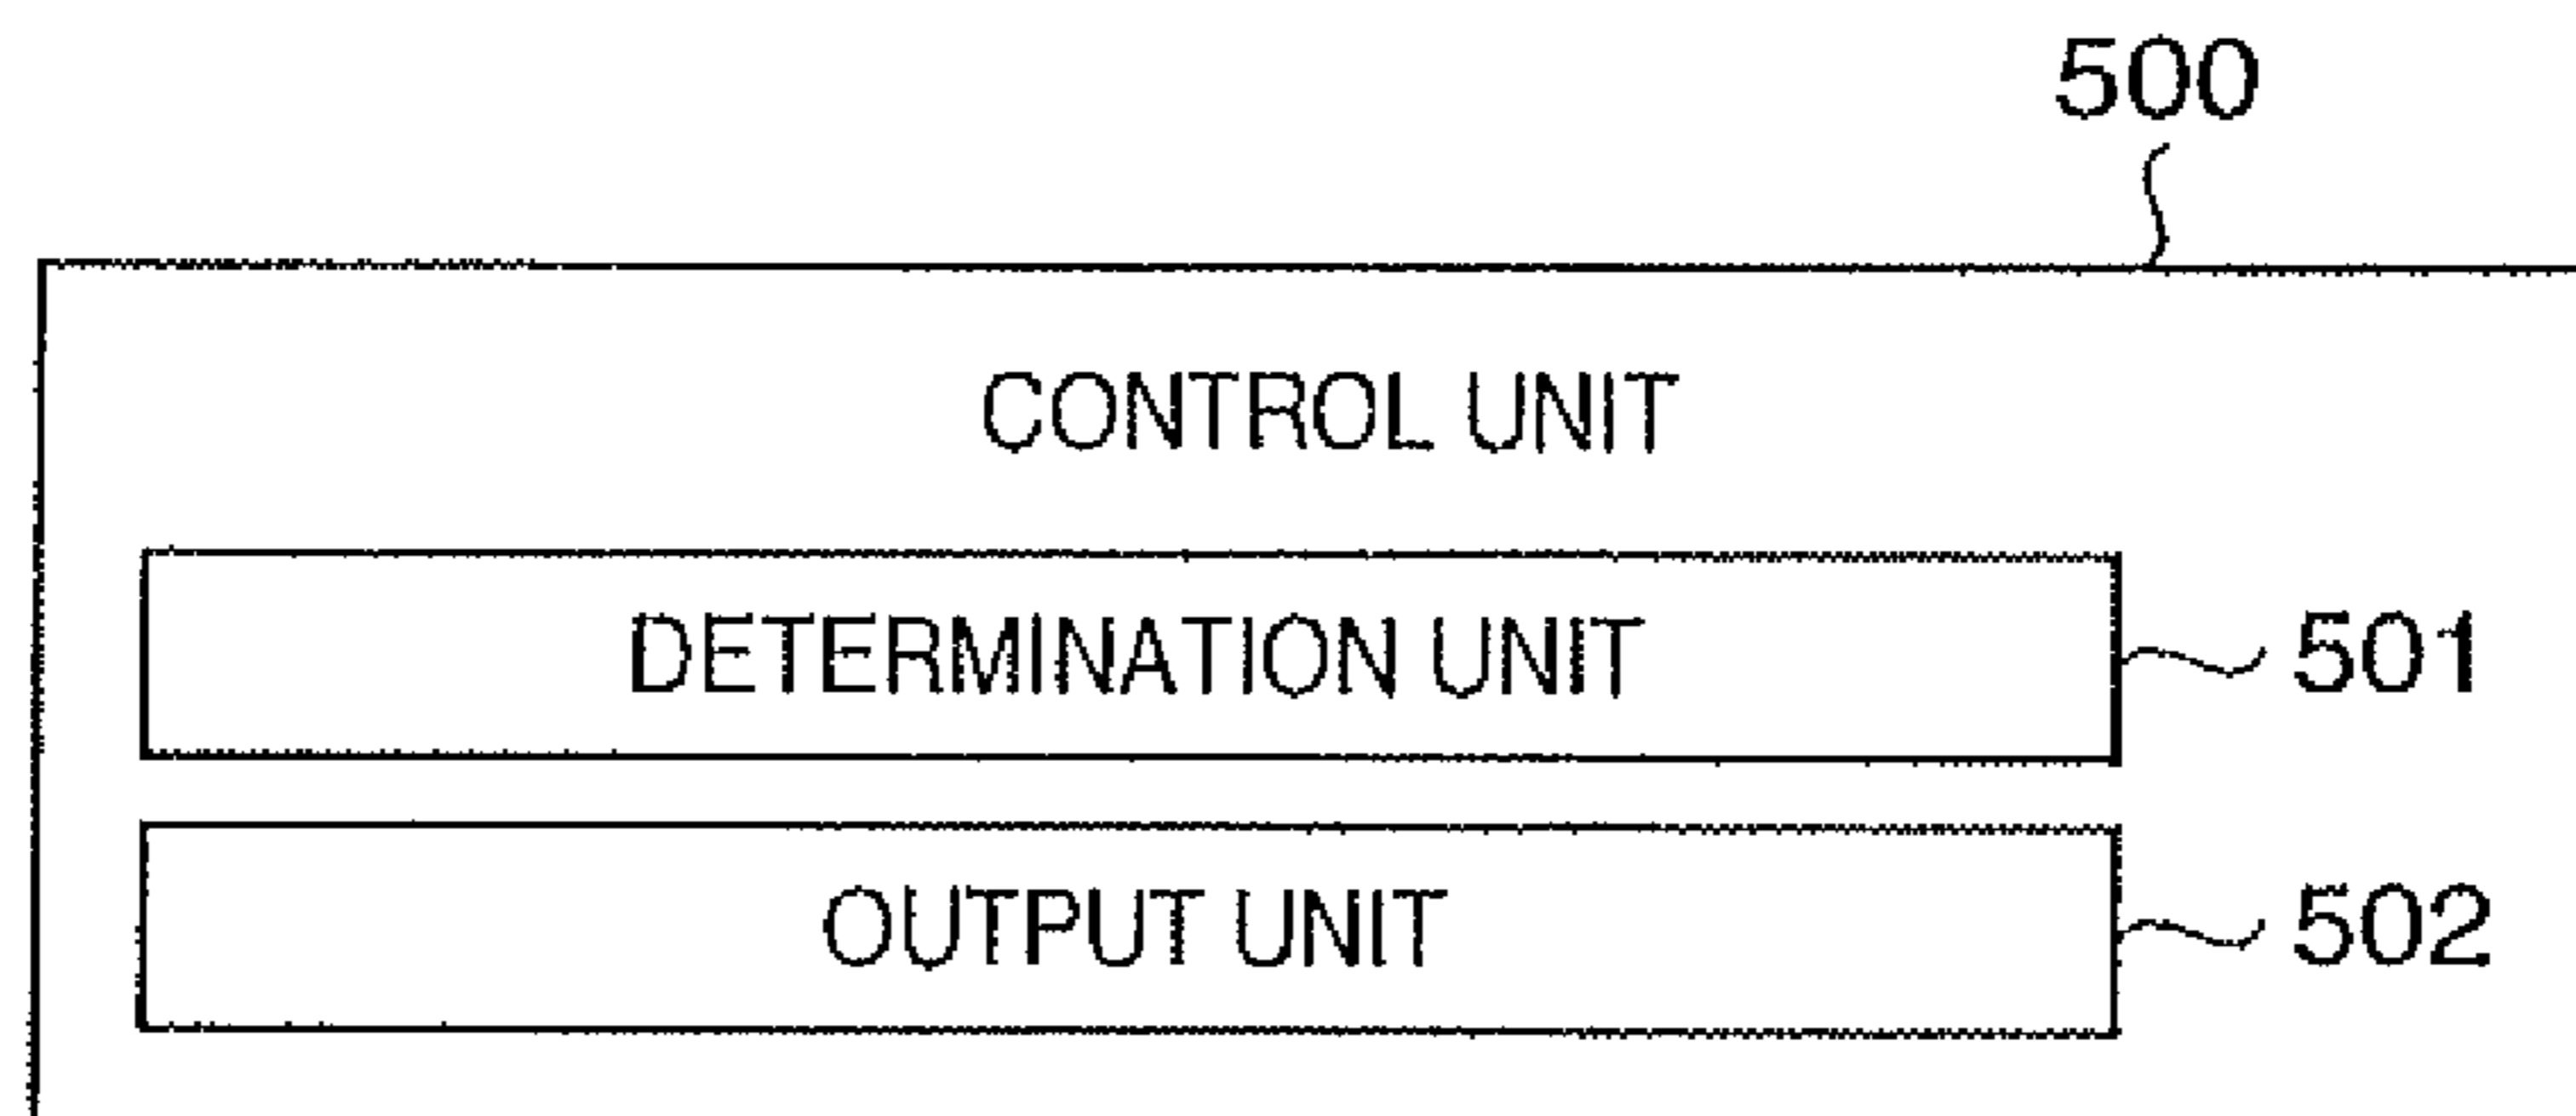 500
CONTROL UNIT
DETERMINATION UNIT 501
OUTPUT UNIT 502